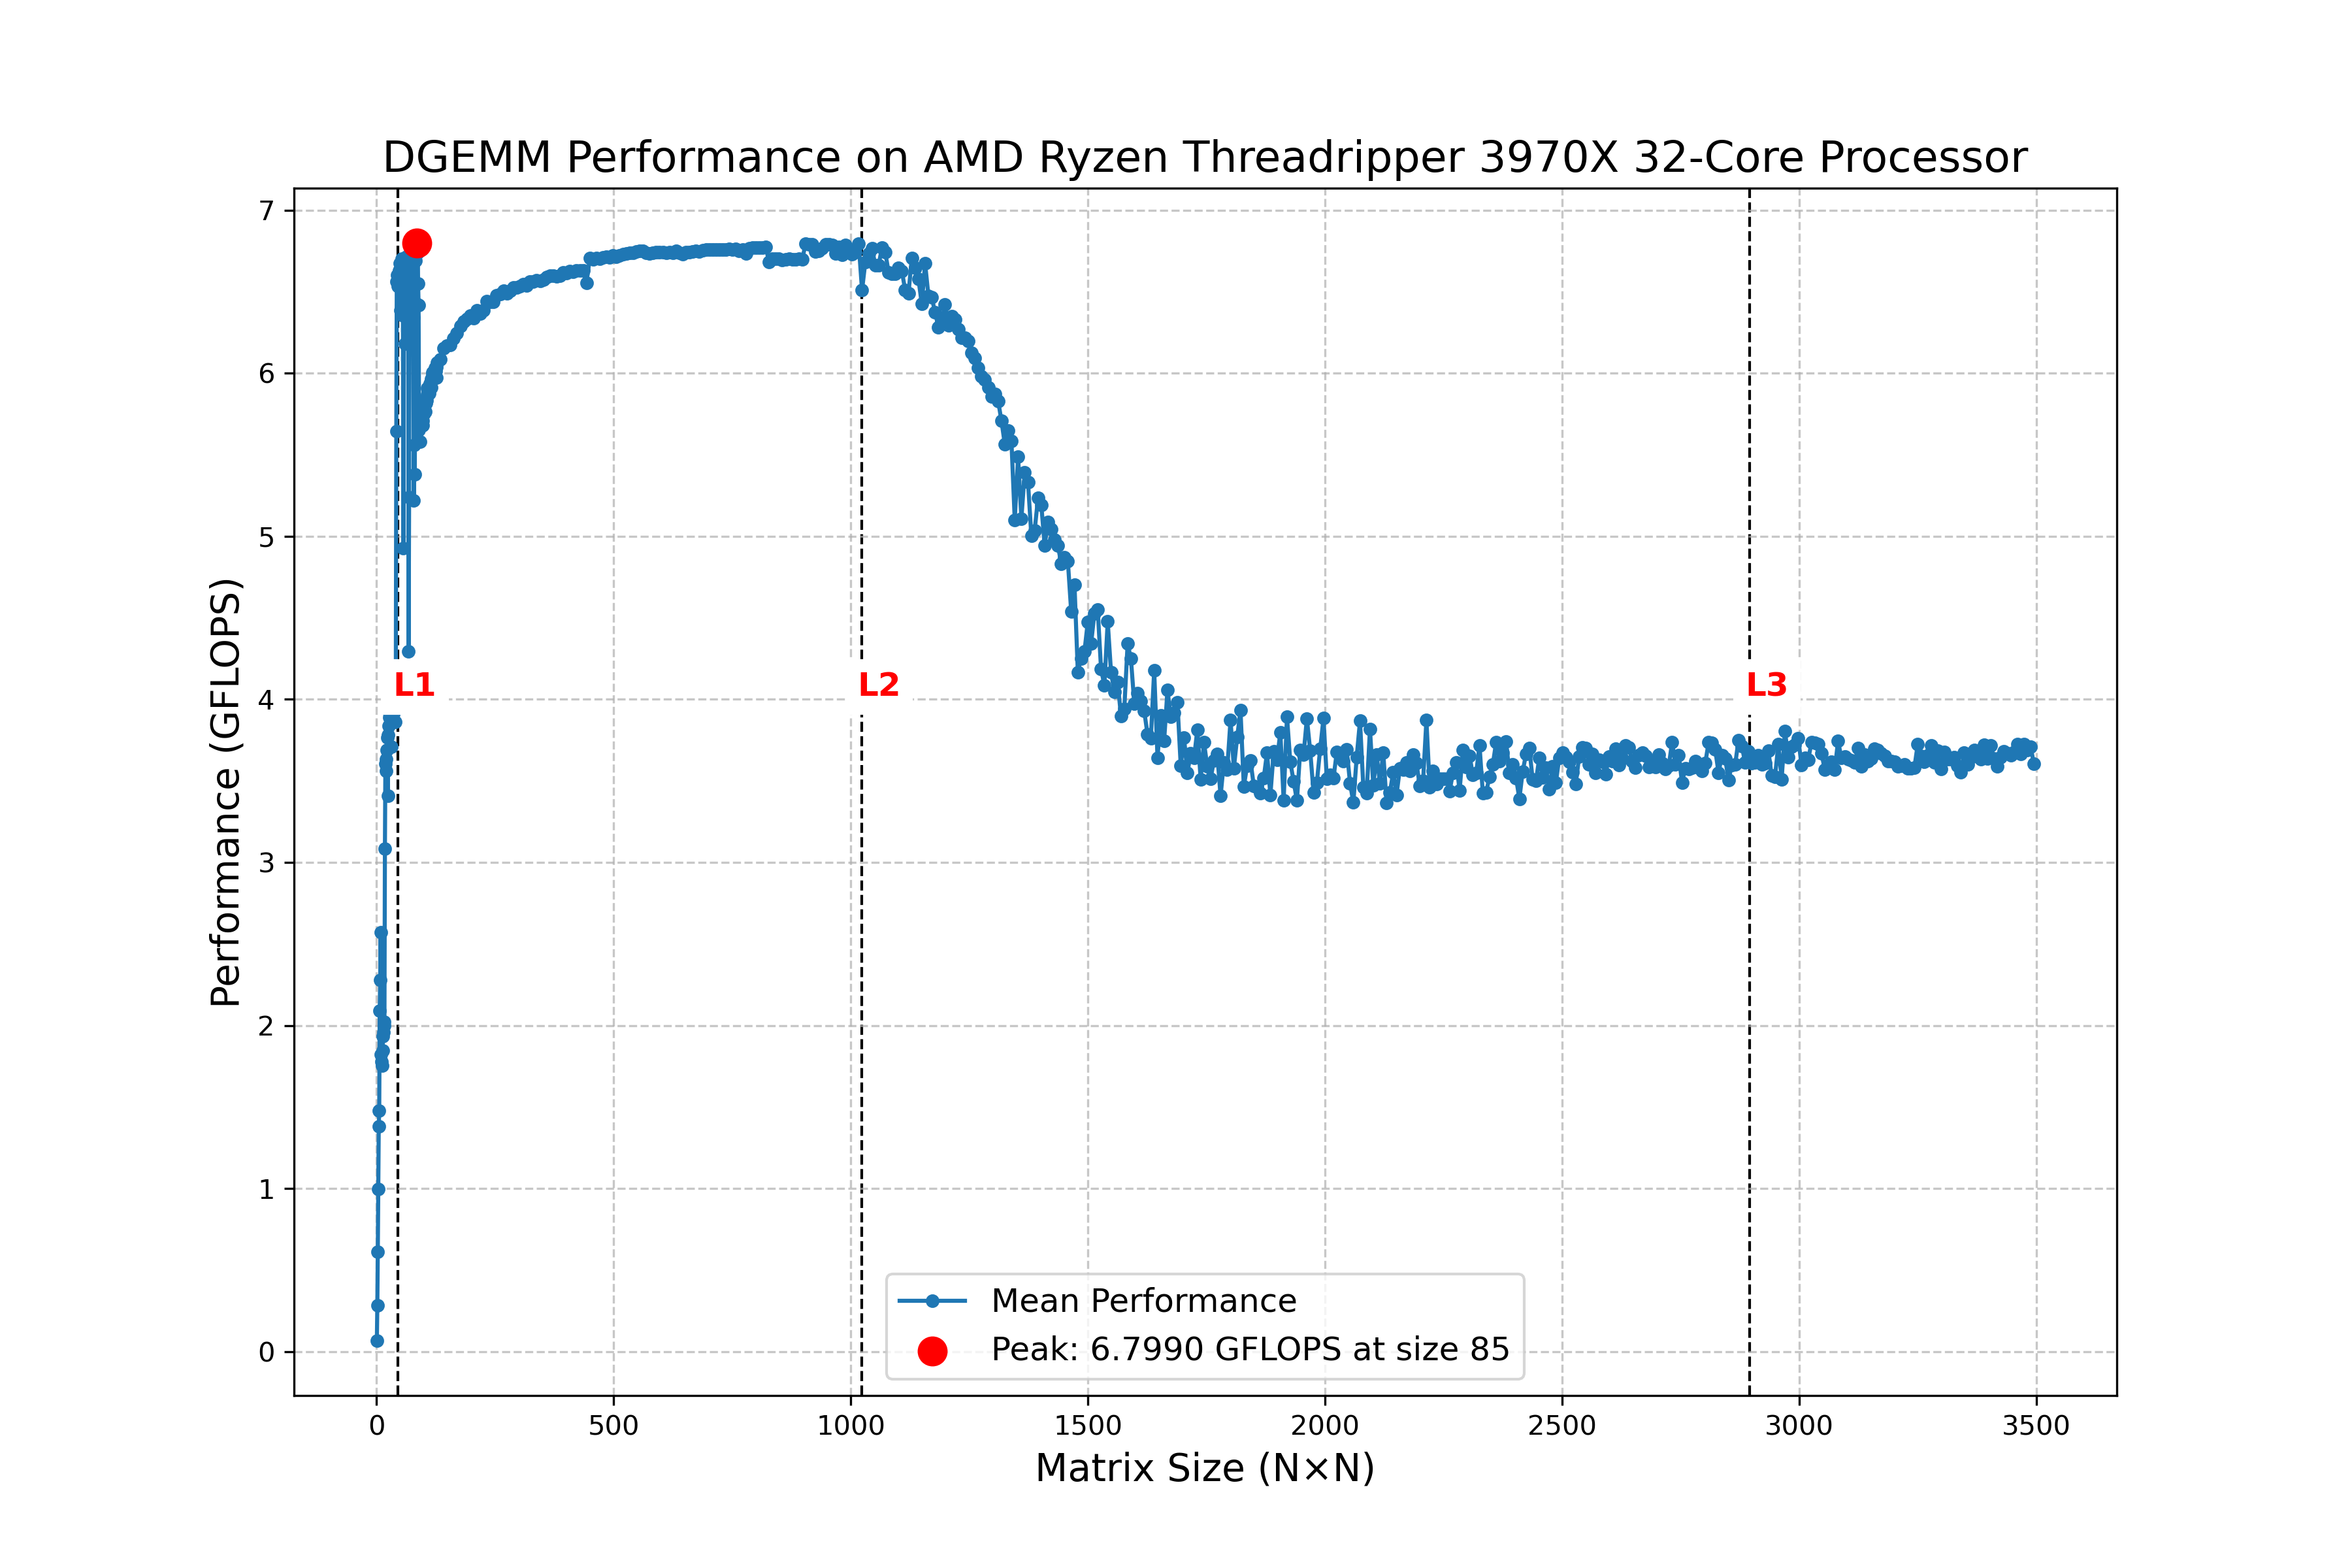 DGEMM Performance on AMD Ryzen Threadripper 3970X 32-Core Processor
Performance (GFLOPS)
7
6
5
4
3
2
1
0
L1
L2
L3
Mean Performance
Peak: 6.7990 GFLOPS at size 85
0 500 1000 1500 2000 2500 3000 3500
Matrix Size (N×N)